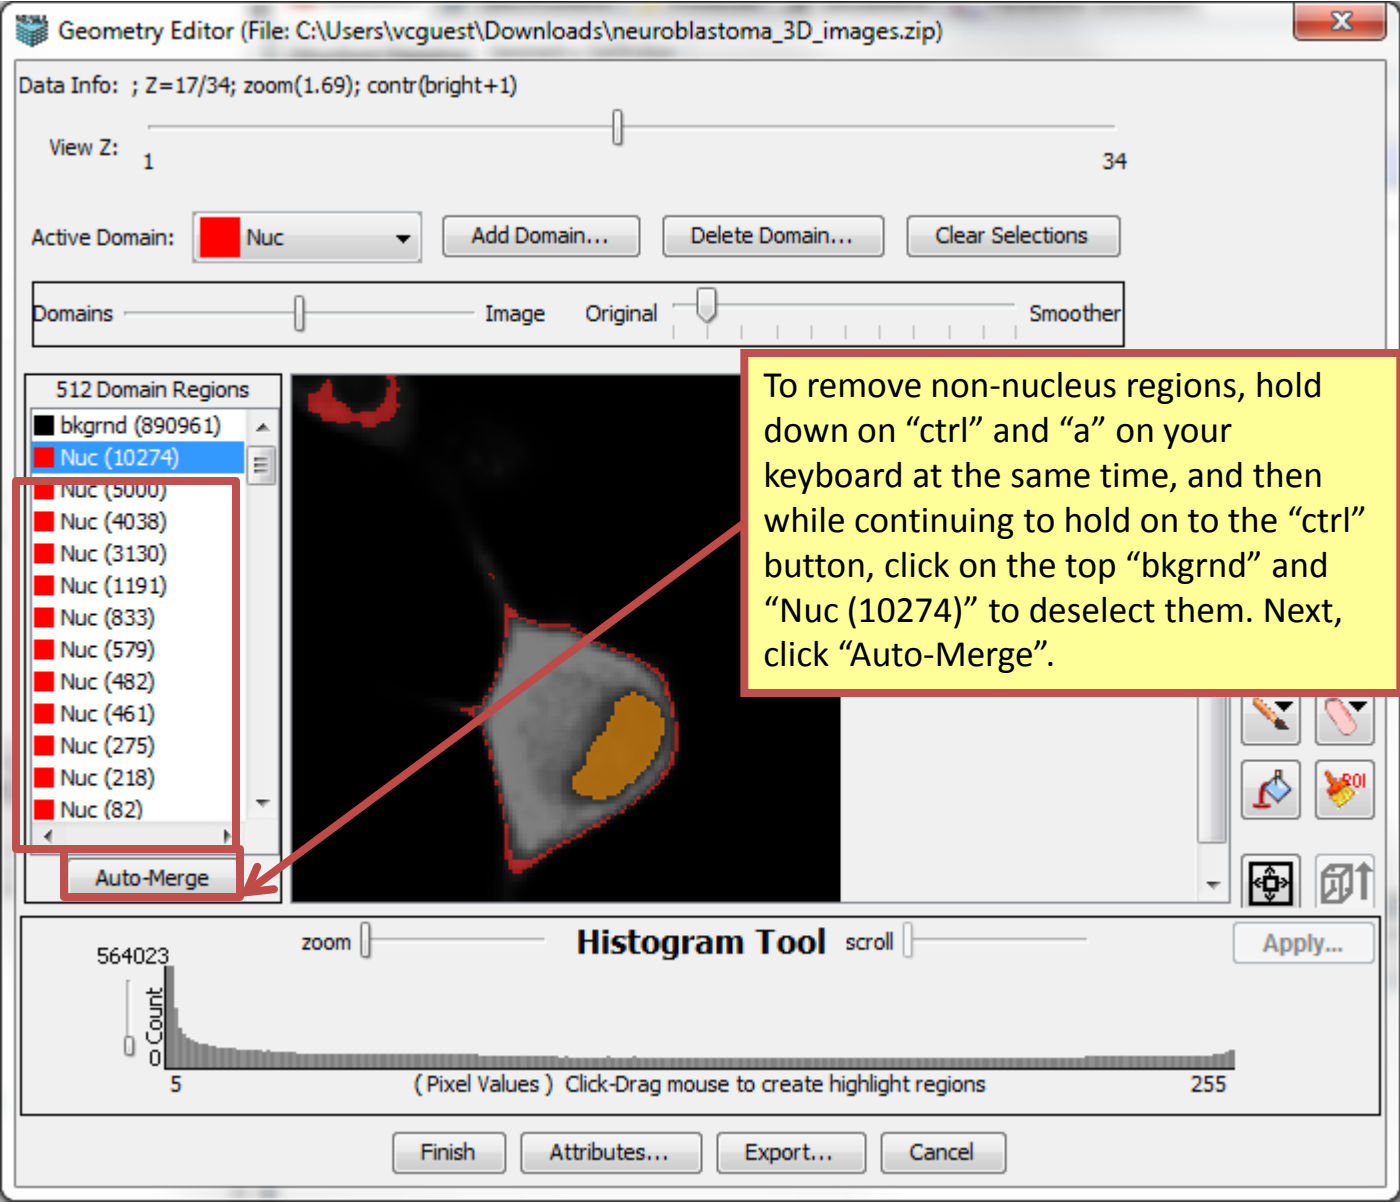 Geometry Editor (File: C:\Users\vcguest\Downloads\neuroblastoma_3D_images.zip)
Data Info: ; Z=17/34; zoom(1.69); contr(bright+1)
View Z:
1
34
Active Domain: Nuc Add Domain... Delete Domain... Clear Selections
Domains Image Original Smoother
512 Domain Regions
bkgrnd (890961)
Nuc (10274)
Nuc (5000)
Nuc (4038)
Nuc (3130)
Nuc (1191)
Nuc (833)
Nuc (579)
Nuc (482)
Nuc (461)
Nuc (275)
Nuc (218)
Nuc (82)
Auto-Merge
To remove non-nucleus regions, hold
down on “ctrl” and “a” on your
keyboard at the same time, and then
while continuing to hold on to the “ctrl”
button, click on the top “bkgrnd” and
“Nuc (10274)” to deselect them. Next,
click “Auto-Merge”.
ROI
zoom Histogram Tool scroll Apply...
564023
Count
0
5 ( Pixel Values ) Click-Drag mouse to create highlight regions 255
Finish Attributes... Export... Cancel